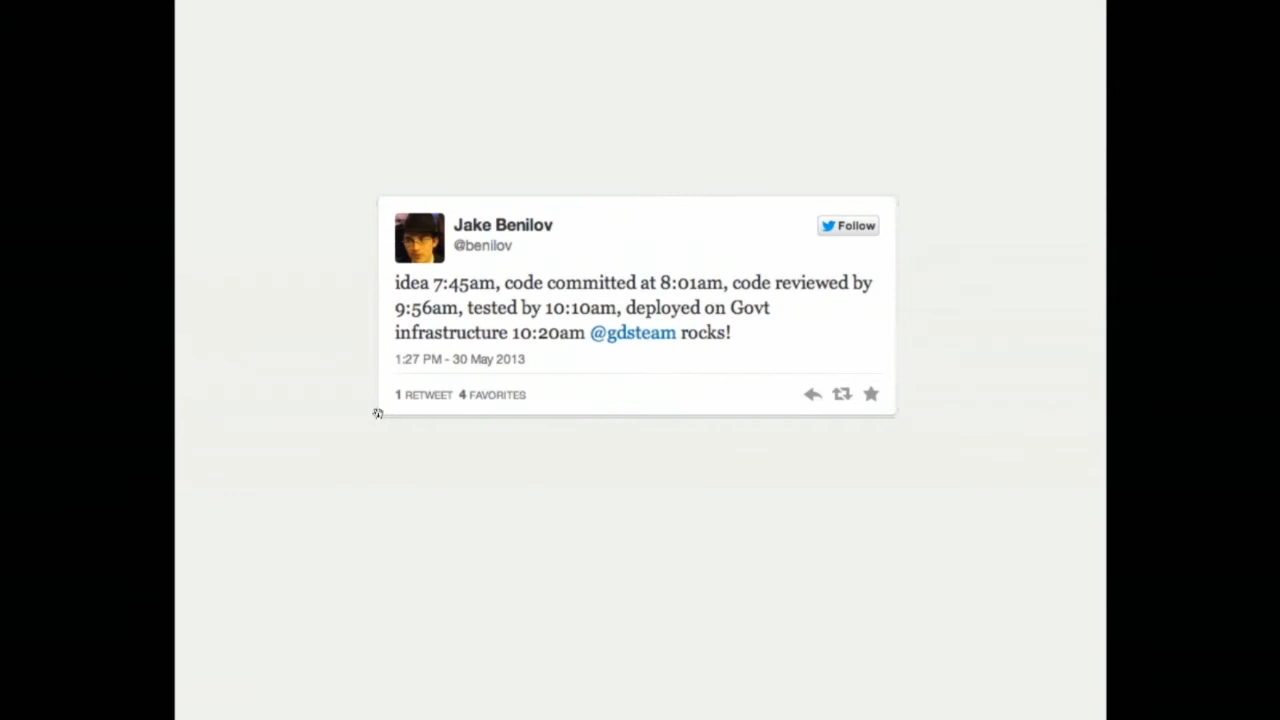 Jake Benilov
Follow
@benilov
idea 7:45am, code committed at 8:01am, code reviewed by
9:56am, tested by 10:10am, deployed on Govt
infrastructure 10:20am @gdsteam rocks!
1:27 PM - 30 May 2013
1 RETWEET 4 FAVORITES